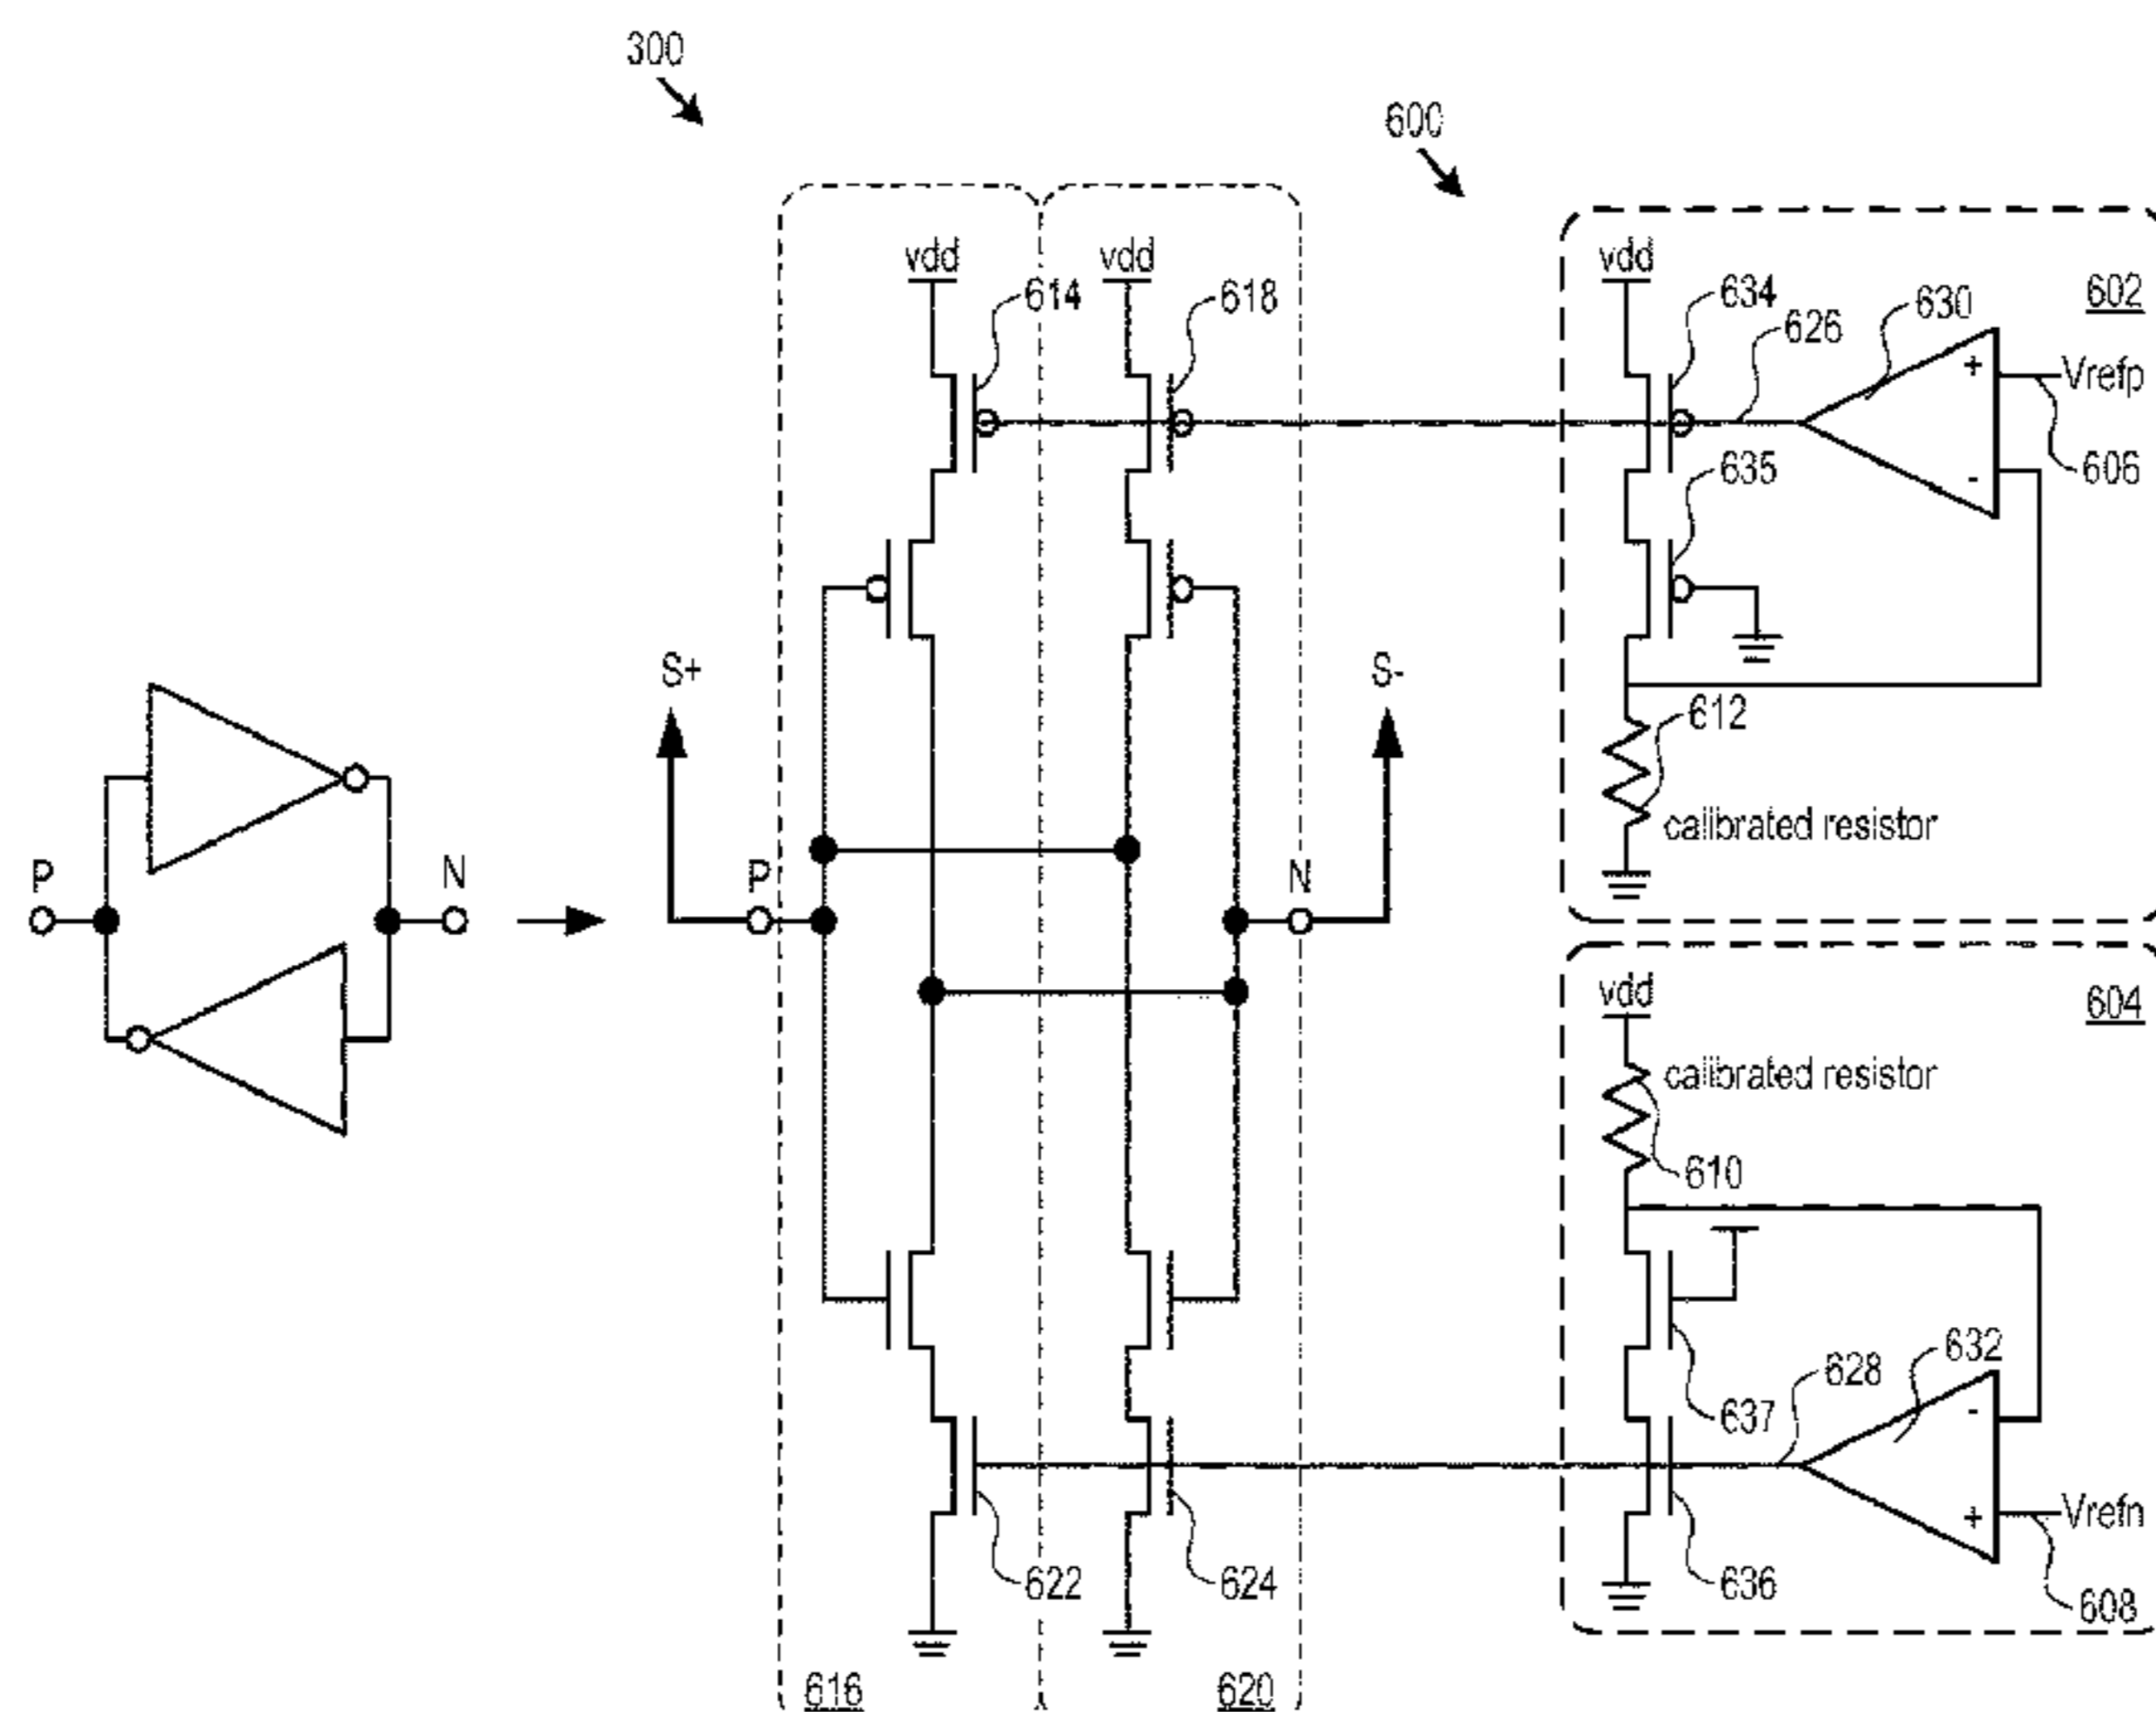 300
600
vdd
vdd
vdd
614
618
634
626
630
602
+
Vrefp
-
606
635
S+
S-
612
calibrated resistor
P
N
P
N
vdd
604
calibrated resistor
610
628
632
-
637
+
Vrefn
622
624
636
608
616
620